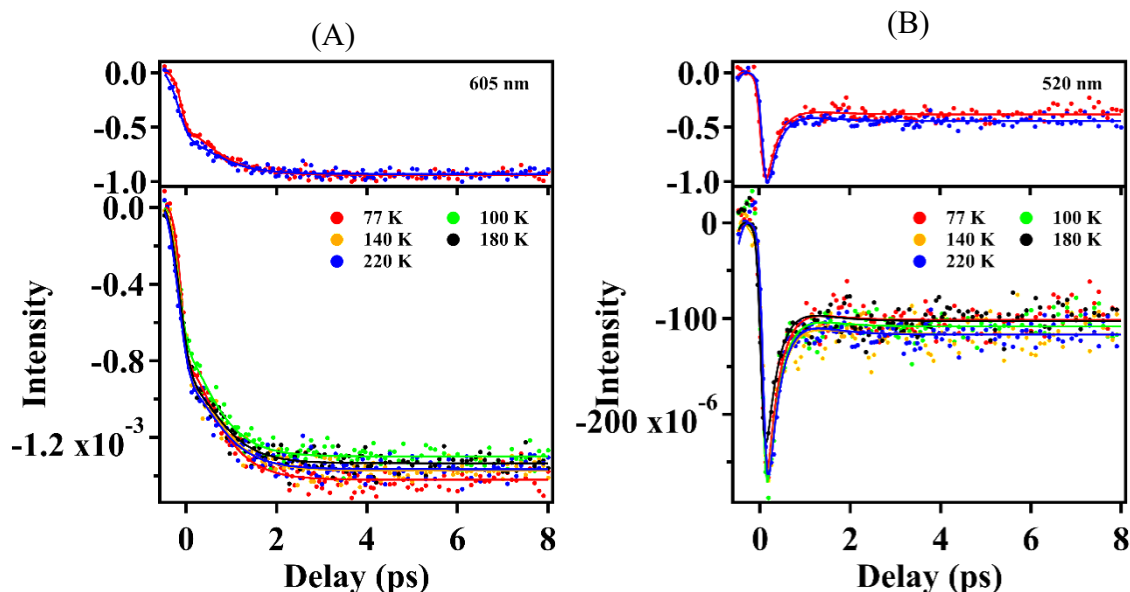 (A)
0.0
-0.5
-1.0
605 nm
0.0
-0.4
-0.8
-1.2 x10⁻³
Intensity
77 K
100 K
140 K
180 K
220 K
0 2 4 6 8
Delay (ps)
(B)
0.0
-0.5
-1.0
520 nm
0
-100
-200 x10⁻⁶
Intensity
77 K
100 K
140 K
180 K
220 K
0 2 4 6 8
Delay (ps)